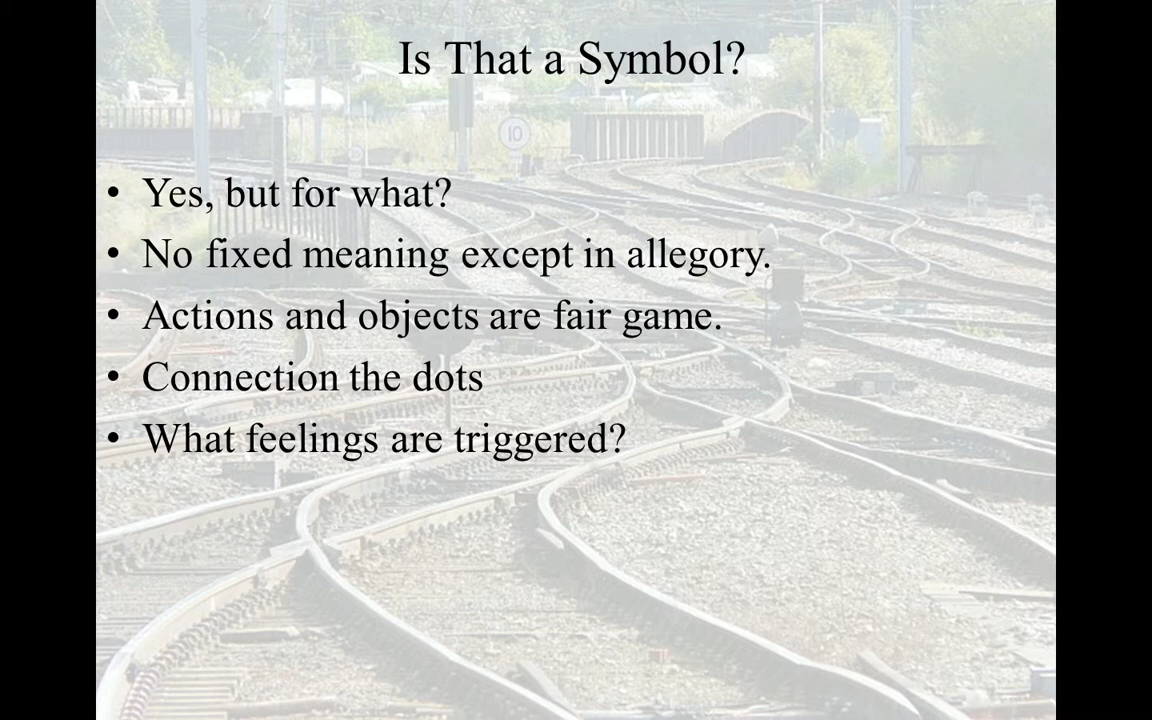 Is That a Symbol?
10
• Yes, but for what?
• No fixed meaning except in allegory.
• Actions and objects are fair game.
• Connection the dots
• What feelings are triggered?